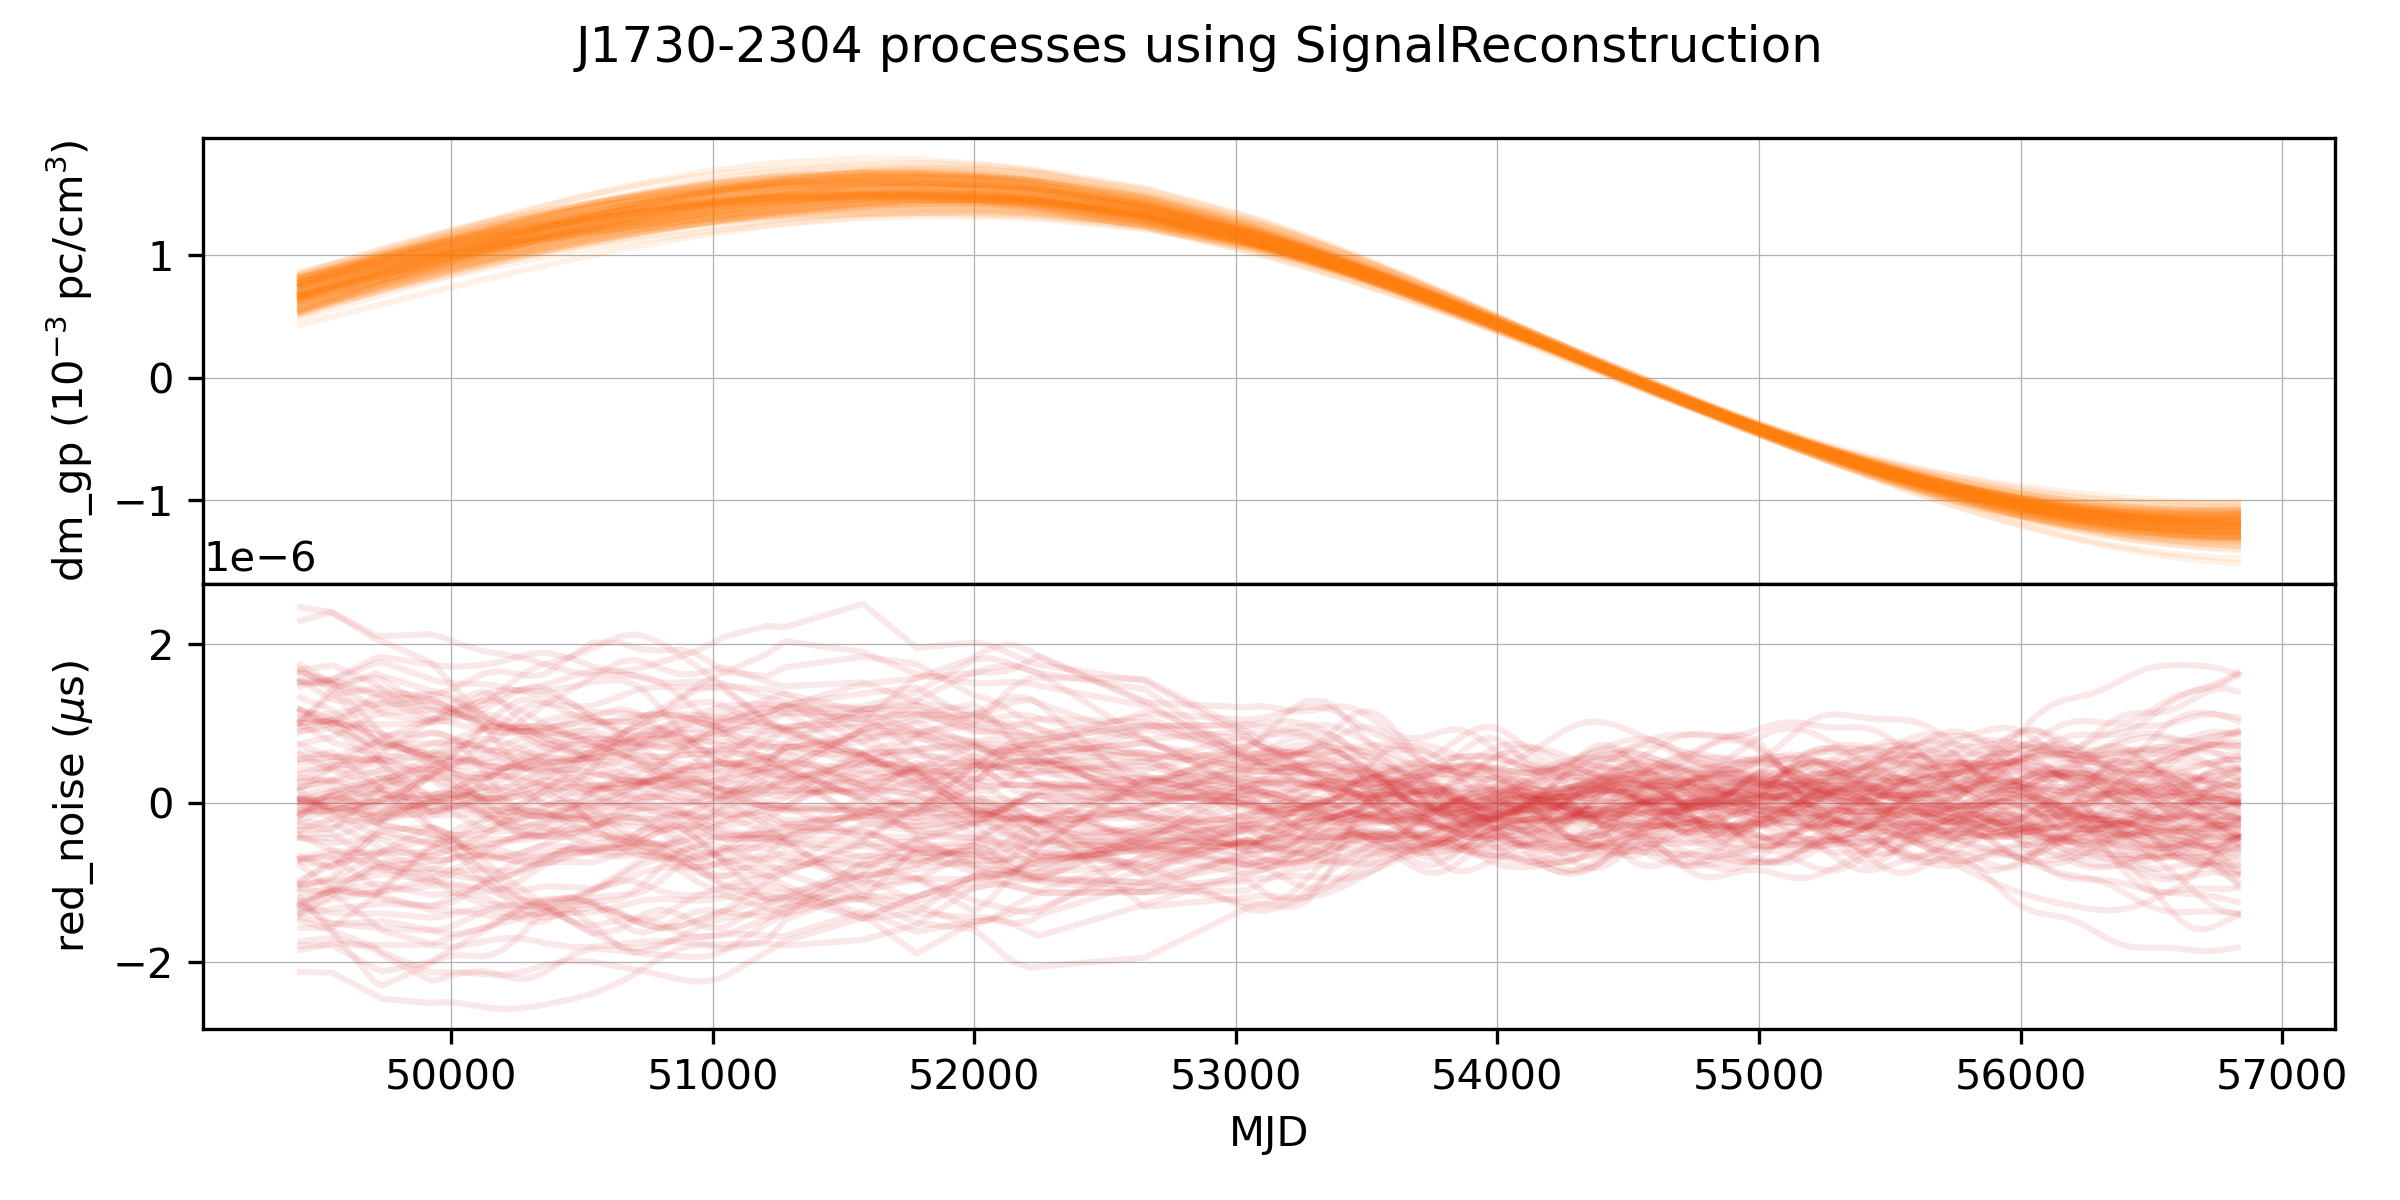 J1730-2304 processes using SignalReconstruction
dm_gp (10⁻³ pc/cm³)
1
0
−1
1e−6
red_noise (μs)
2
0
−2
50000 51000 52000 53000 54000 55000 56000 57000
MJD